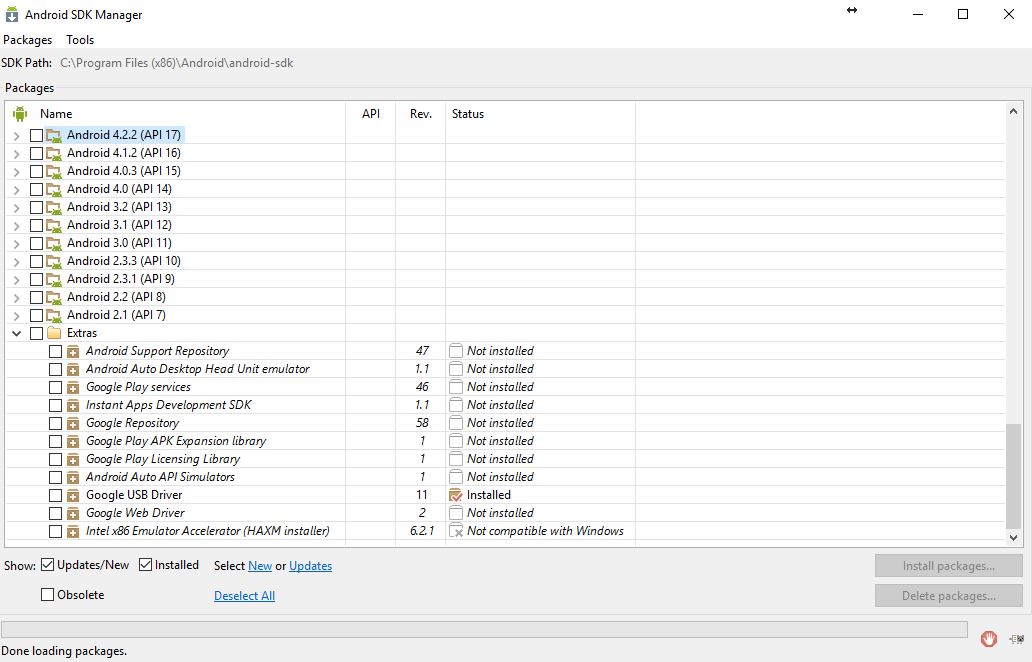 Android SDK Manager
Packages Tools
SDK Path: C:\Program Files (x86)\Android\android-sdk
Packages
Name API Rev. Status
Android 4.2.2 (API 17)
Android 4.1.2 (API 16)
Android 4.0.3 (API 15)
Android 4.0 (API 14)
Android 3.2 (API 13)
Android 3.1 (API 12)
Android 3.0 (API 11)
Android 2.3.3 (API 10)
Android 2.3.1 (API 9)
Android 2.2 (API 8)
Android 2.1 (API 7)
Extras
Android Support Repository 47 Not installed
Android Auto Desktop Head Unit emulator 1.1 Not installed
Google Play services 46 Not installed
Instant Apps Development SDK 1.1 Not installed
Google Repository 58 Not installed
Google Play APK Expansion library 1 Not installed
Google Play Licensing Library 1 Not installed
Android Auto API Simulators 1 Not installed
Google USB Driver 11 Installed
Google Web Driver 2 Not installed
Intel x86 Emulator Accelerator (HAXM installer) 6.2.1 Not compatible with Windows
Show: Updates/New Installed Select New or Updates Install packages...
Obsolete Deselect All Delete packages...
Done loading packages.